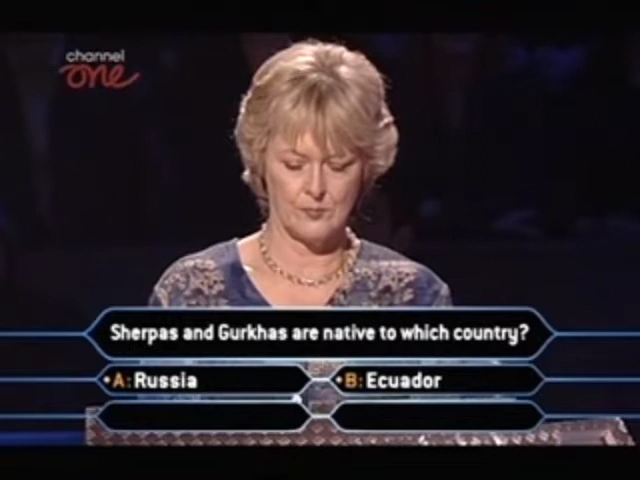 channel
one
Sherpas and Gurkhas are native to which country?
A: Russia
B: Ecuador